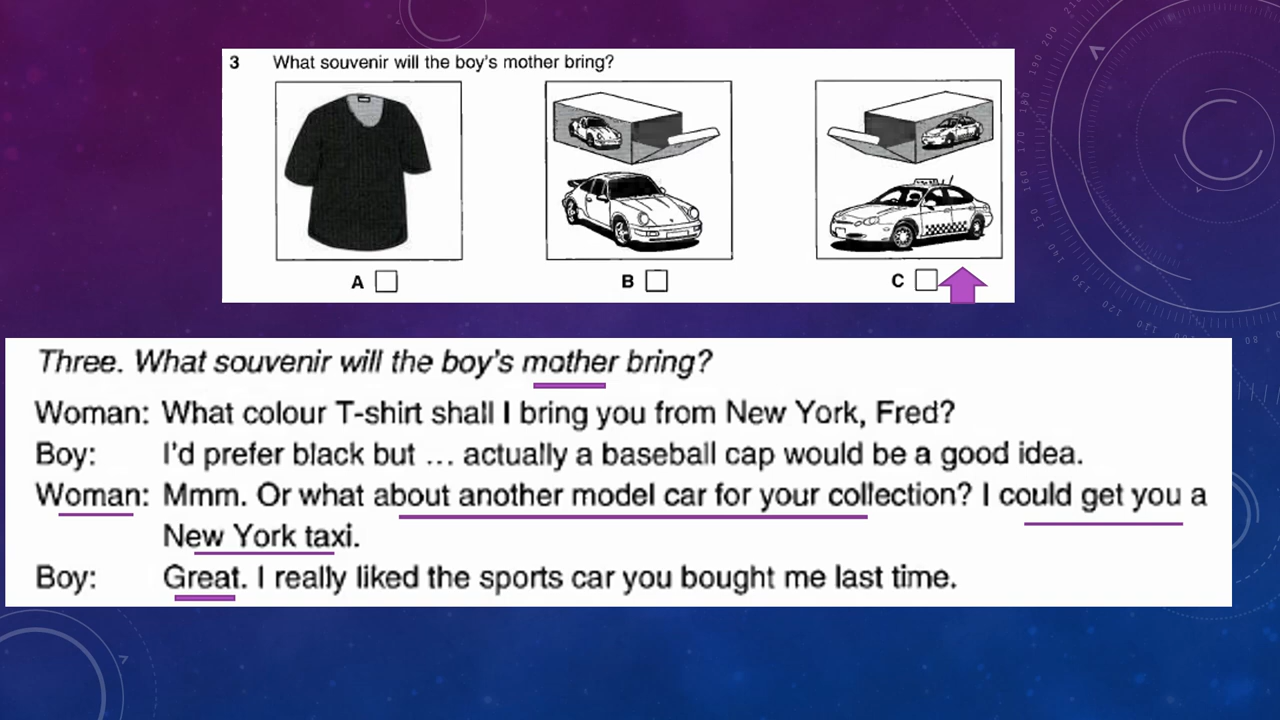 3 What souvenir will the boy's mother bring?
A
B
C
Three. What souvenir will the boy's mother bring?
Woman: What colour T-shirt shall I bring you from New York, Fred?
Boy: I'd prefer black but ... actually a baseball cap would be a good idea.
Woman: Mmm. Or what about another model car for your collection? I could get you a
New York taxi.
Boy: Great. I really liked the sports car you bought me last time.